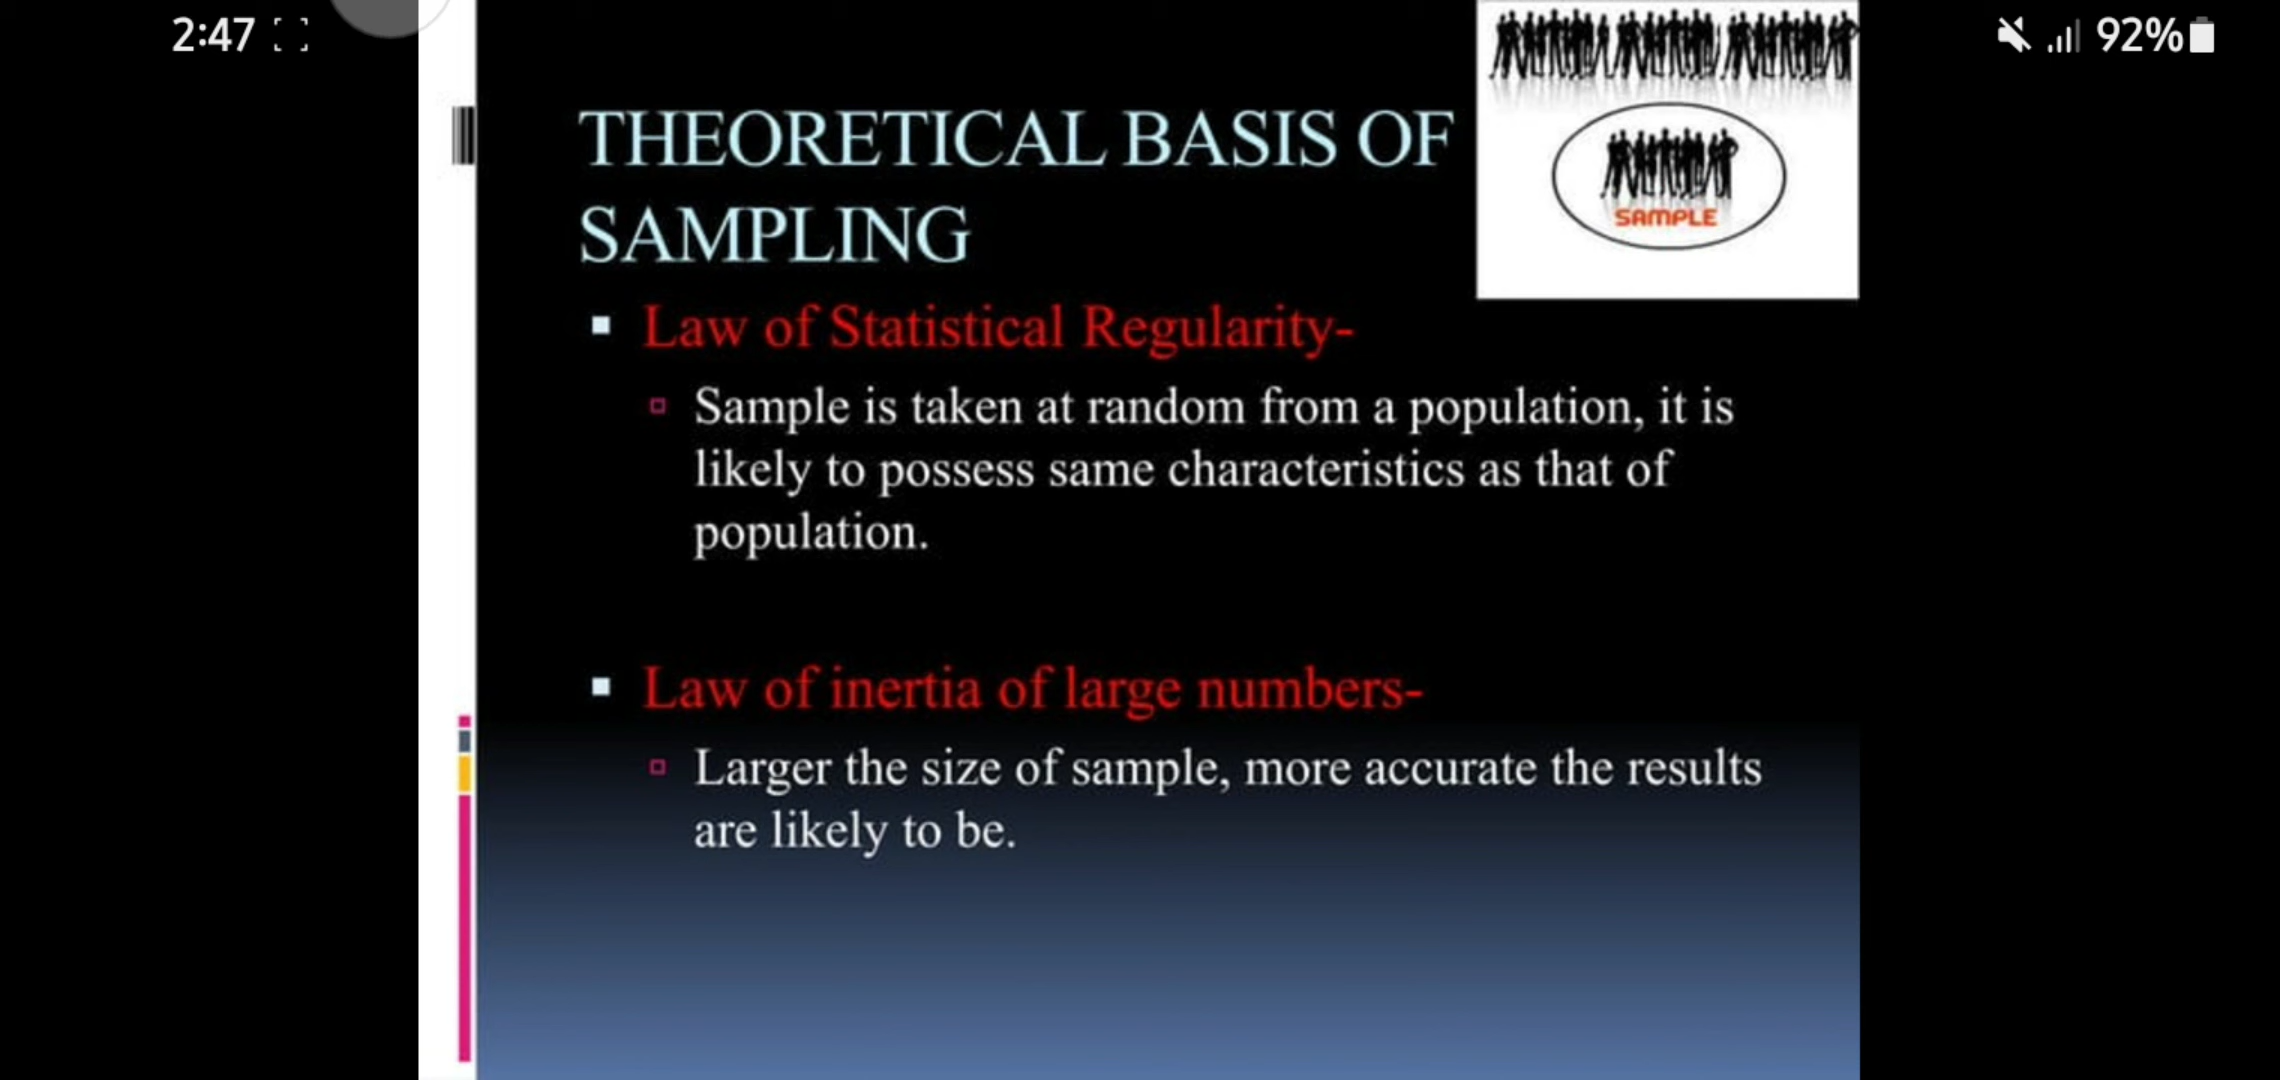 2:47
92%
THEORETICAL BASIS OF
SAMPLING
SAMPLE
Law of Statistical Regularity-
Sample is taken at random from a population, it is
likely to possess same characteristics as that of
population.
Law of inertia of large numbers-
Larger the size of sample, more accurate the results
are likely to be.